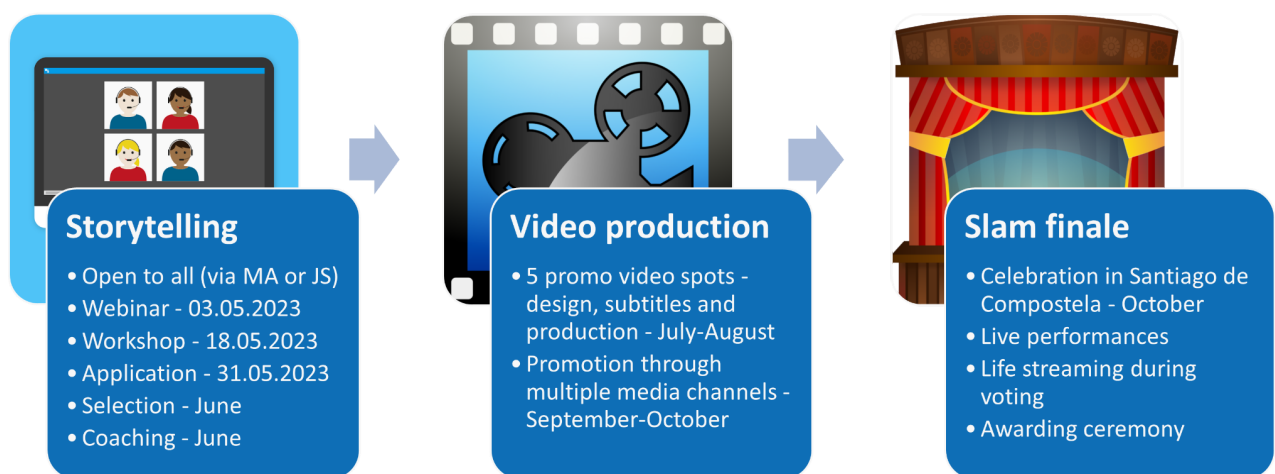 Storytelling
• Open to all (via MA or JS)
• Webinar - 03.05.2023
• Workshop - 18.05.2023
• Application - 31.05.2023
• Selection - June
• Coaching - June
Video production
• 5 promo video spots -
design, subtitles and
production - July-August
• Promotion through
multiple media channels -
September-October
Slam finale
• Celebration in Santiago de
Compostela - October
• Live performances
• Life streaming during
voting
• Awarding ceremony